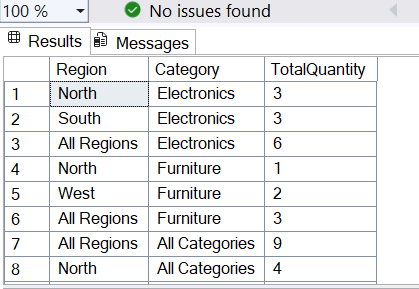 100 % No issues found
Results Messages
Region Category TotalQuantity
1 North Electronics 3
2 South Electronics 3
3 All Regions Electronics 6
4 North Furniture 1
5 West Furniture 2
6 All Regions Furniture 3
7 All Regions All Categories 9
8 North All Categories 4